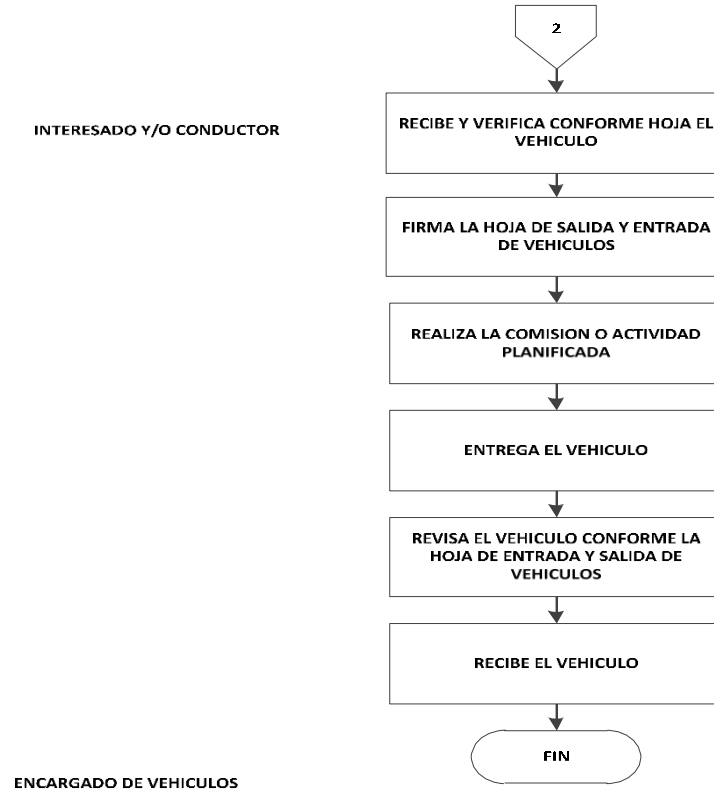 2
INTERESADO Y/O CONDUCTOR
RECIBE Y VERIFICA CONFORME HOJA EL
VEHICULO
FIRMA LA HOJA DE SALIDA Y ENTRADA
DE VEHICULOS
REALIZA LA COMISION O ACTIVIDAD
PLANIFICADA
ENTREGA EL VEHICULO
REVISA EL VEHICULO CONFORME LA
HOJA DE ENTRADA Y SALIDA DE
VEHICULOS
RECIBE EL VEHICULO
FIN
ENCARGADO DE VEHICULOS